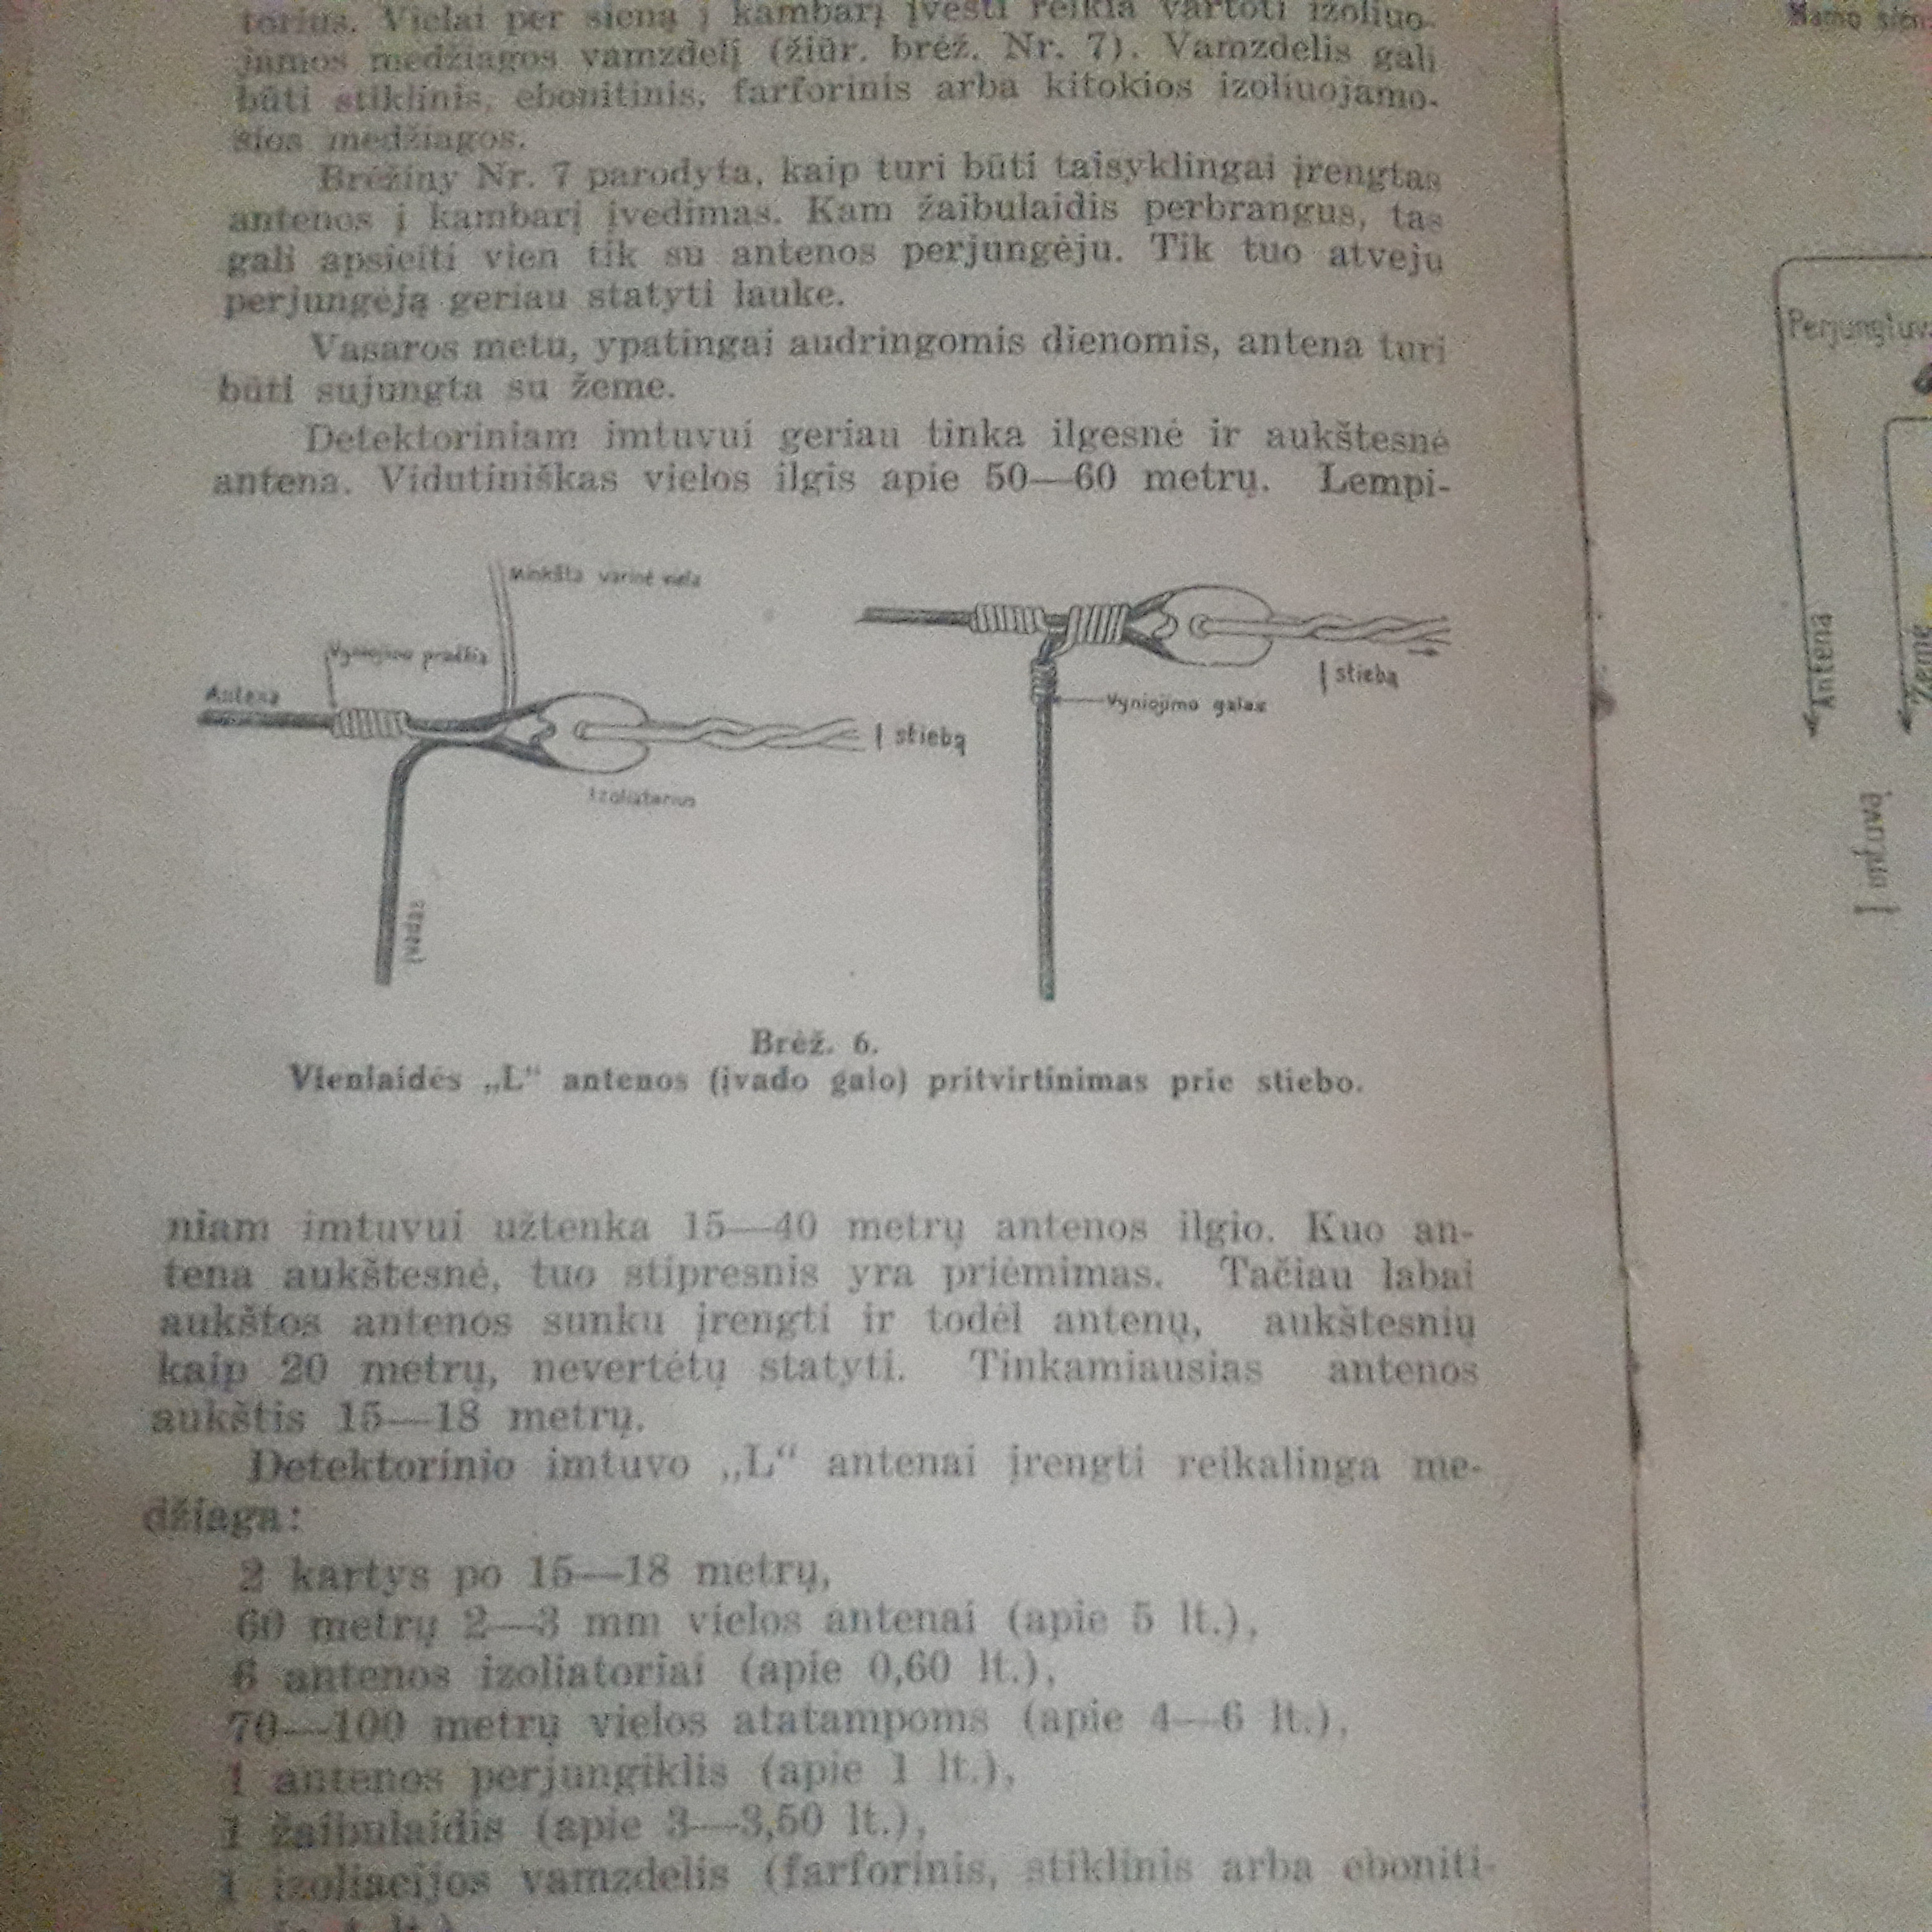 torius. Vielai per sieną į kambarį įvesti reikia vartoti izoliuo-
jamos medžiagos vamzdelį (žiūr. brėž. Nr. 7). Vamzdelis gali
būti stiklinis, ebonitinis, farforinis arba kitokios izoliuojamo-
sios medžiagos.
Brėžiny Nr. 7 parodyta, kaip turi būti taisyklingai įrengtas
antenos į kambarį įvedimas. Kam žaibulaidis perbrangus, tas
gali apsieiti vien tik su antenos perjungėju. Tik tuo atveju
perjungėją geriau statyti lauke.
Vasaros metu, ypatingai audringomis dienomis, antena turi
būti sujungta su žeme.
Detektoriniam imtuvui geriau tinka ilgesnė ir aukštesnė
antena. Vidutiniškas vielos ilgis apie 50—60 metrų. Lempi-
Minkšta varinė viela
Vyniojimo pradžia
Antena
Į stiebą
Izoliatorius
Įvadas
Į stiebą
Vyniojimo galas
Brėž. 6.
Vienlaidės „L“ antenos (įvado galo) pritvirtinimas prie stiebo.
niam imtuvui užtenka 15—40 metrų antenos ilgio. Kuo an-
tena aukštesnė, tuo stipresnis yra priėmimas. Tačiau labai
aukštos antenos sunku įrengti ir todėl antenų, aukštesnių
kaip 20 metrų, nevertėtų statyti. Tinkamiausias antenos
aukštis 15—18 metrų.
Detektorinio imtuvo „L“ antenai įrengti reikalinga me-
džiaga:
2 kartys po 15—18 metrų,
60 metrų 2—3 mm vielos antenai (apie 5 lt.),
6 antenos izoliatoriai (apie 0,60 lt.),
70—100 metrų vielos atatampoms (apie 4—6 lt.),
1 antenos perjungiklis (apie 1 lt.),
1 žaibulaidis (apie 3—3,50 lt.),
1 izoliacijos vamzdelis (farforinis, stiklinis arba eboniti-
Namo
Antena
Žemė